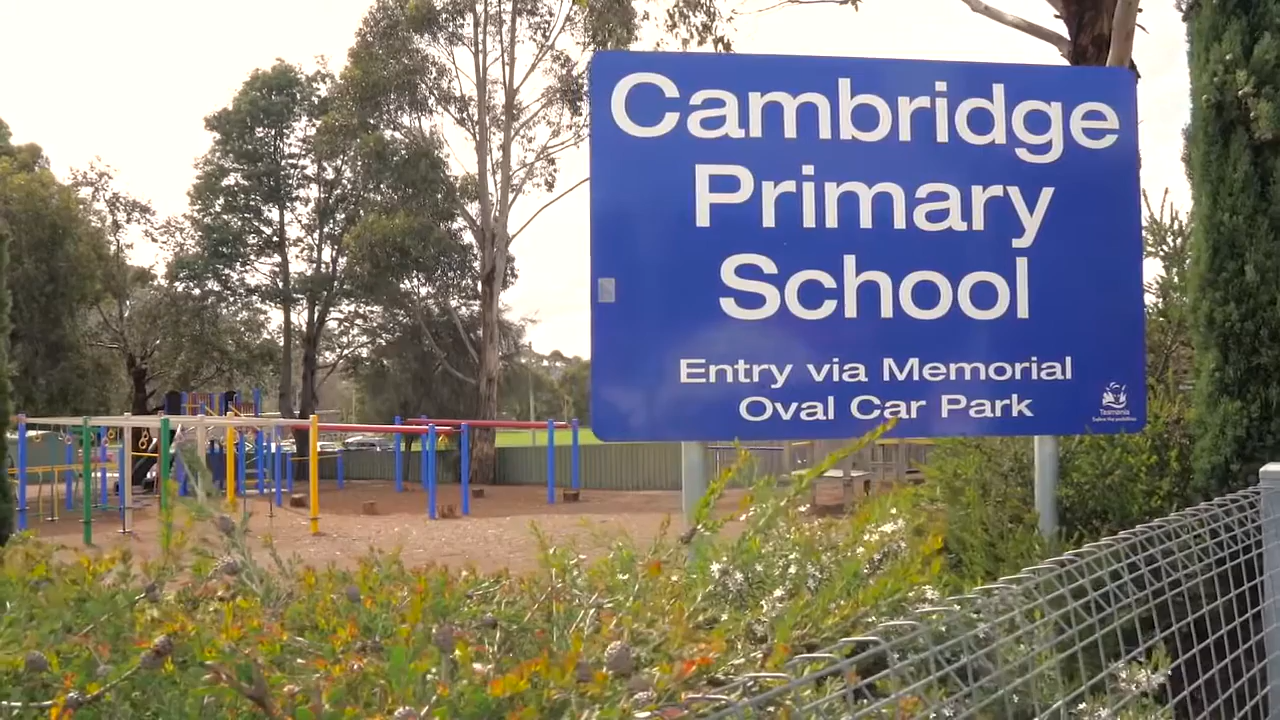 Cambridge
Primary
School
Entry via Memorial
Oval Car Park
Tasmania